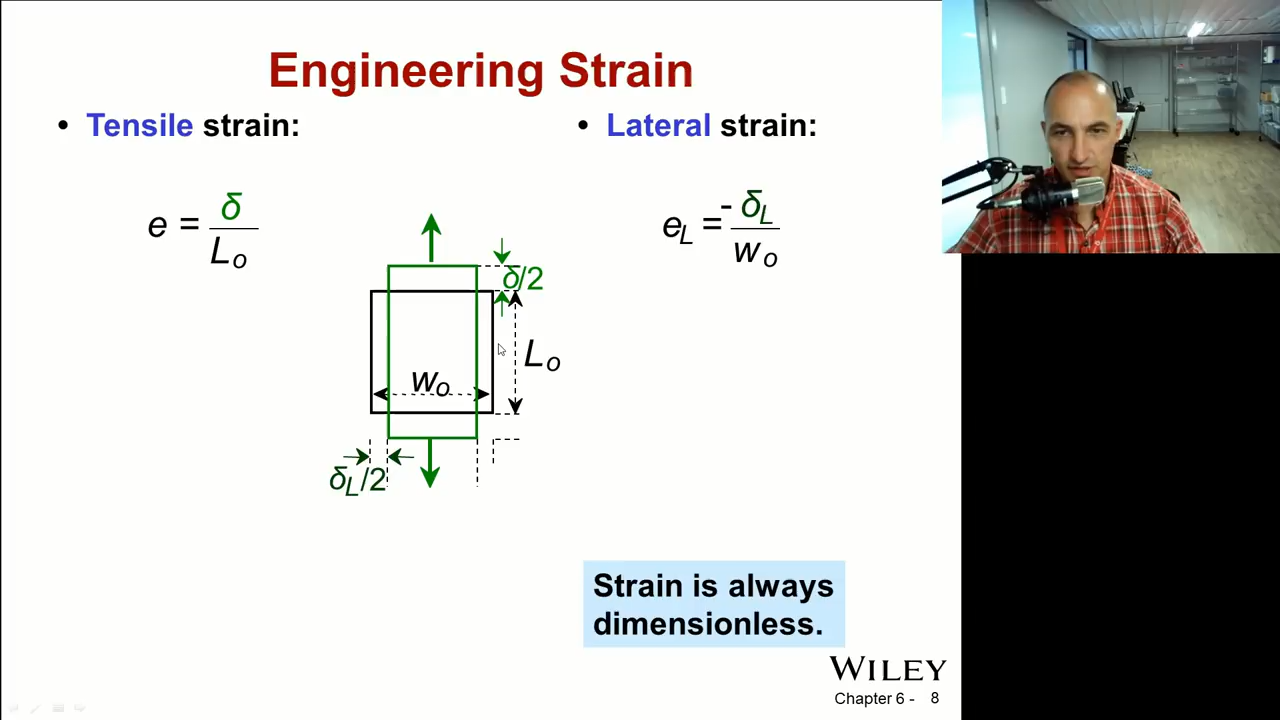 Engineering Strain
• Tensile strain:
e = δ / Lo
• Lateral strain:
eL = - δL / wo
δ/2
Lo
wo
δL/2
Strain is always
dimensionless.
WILEY
Chapter 6 - 8